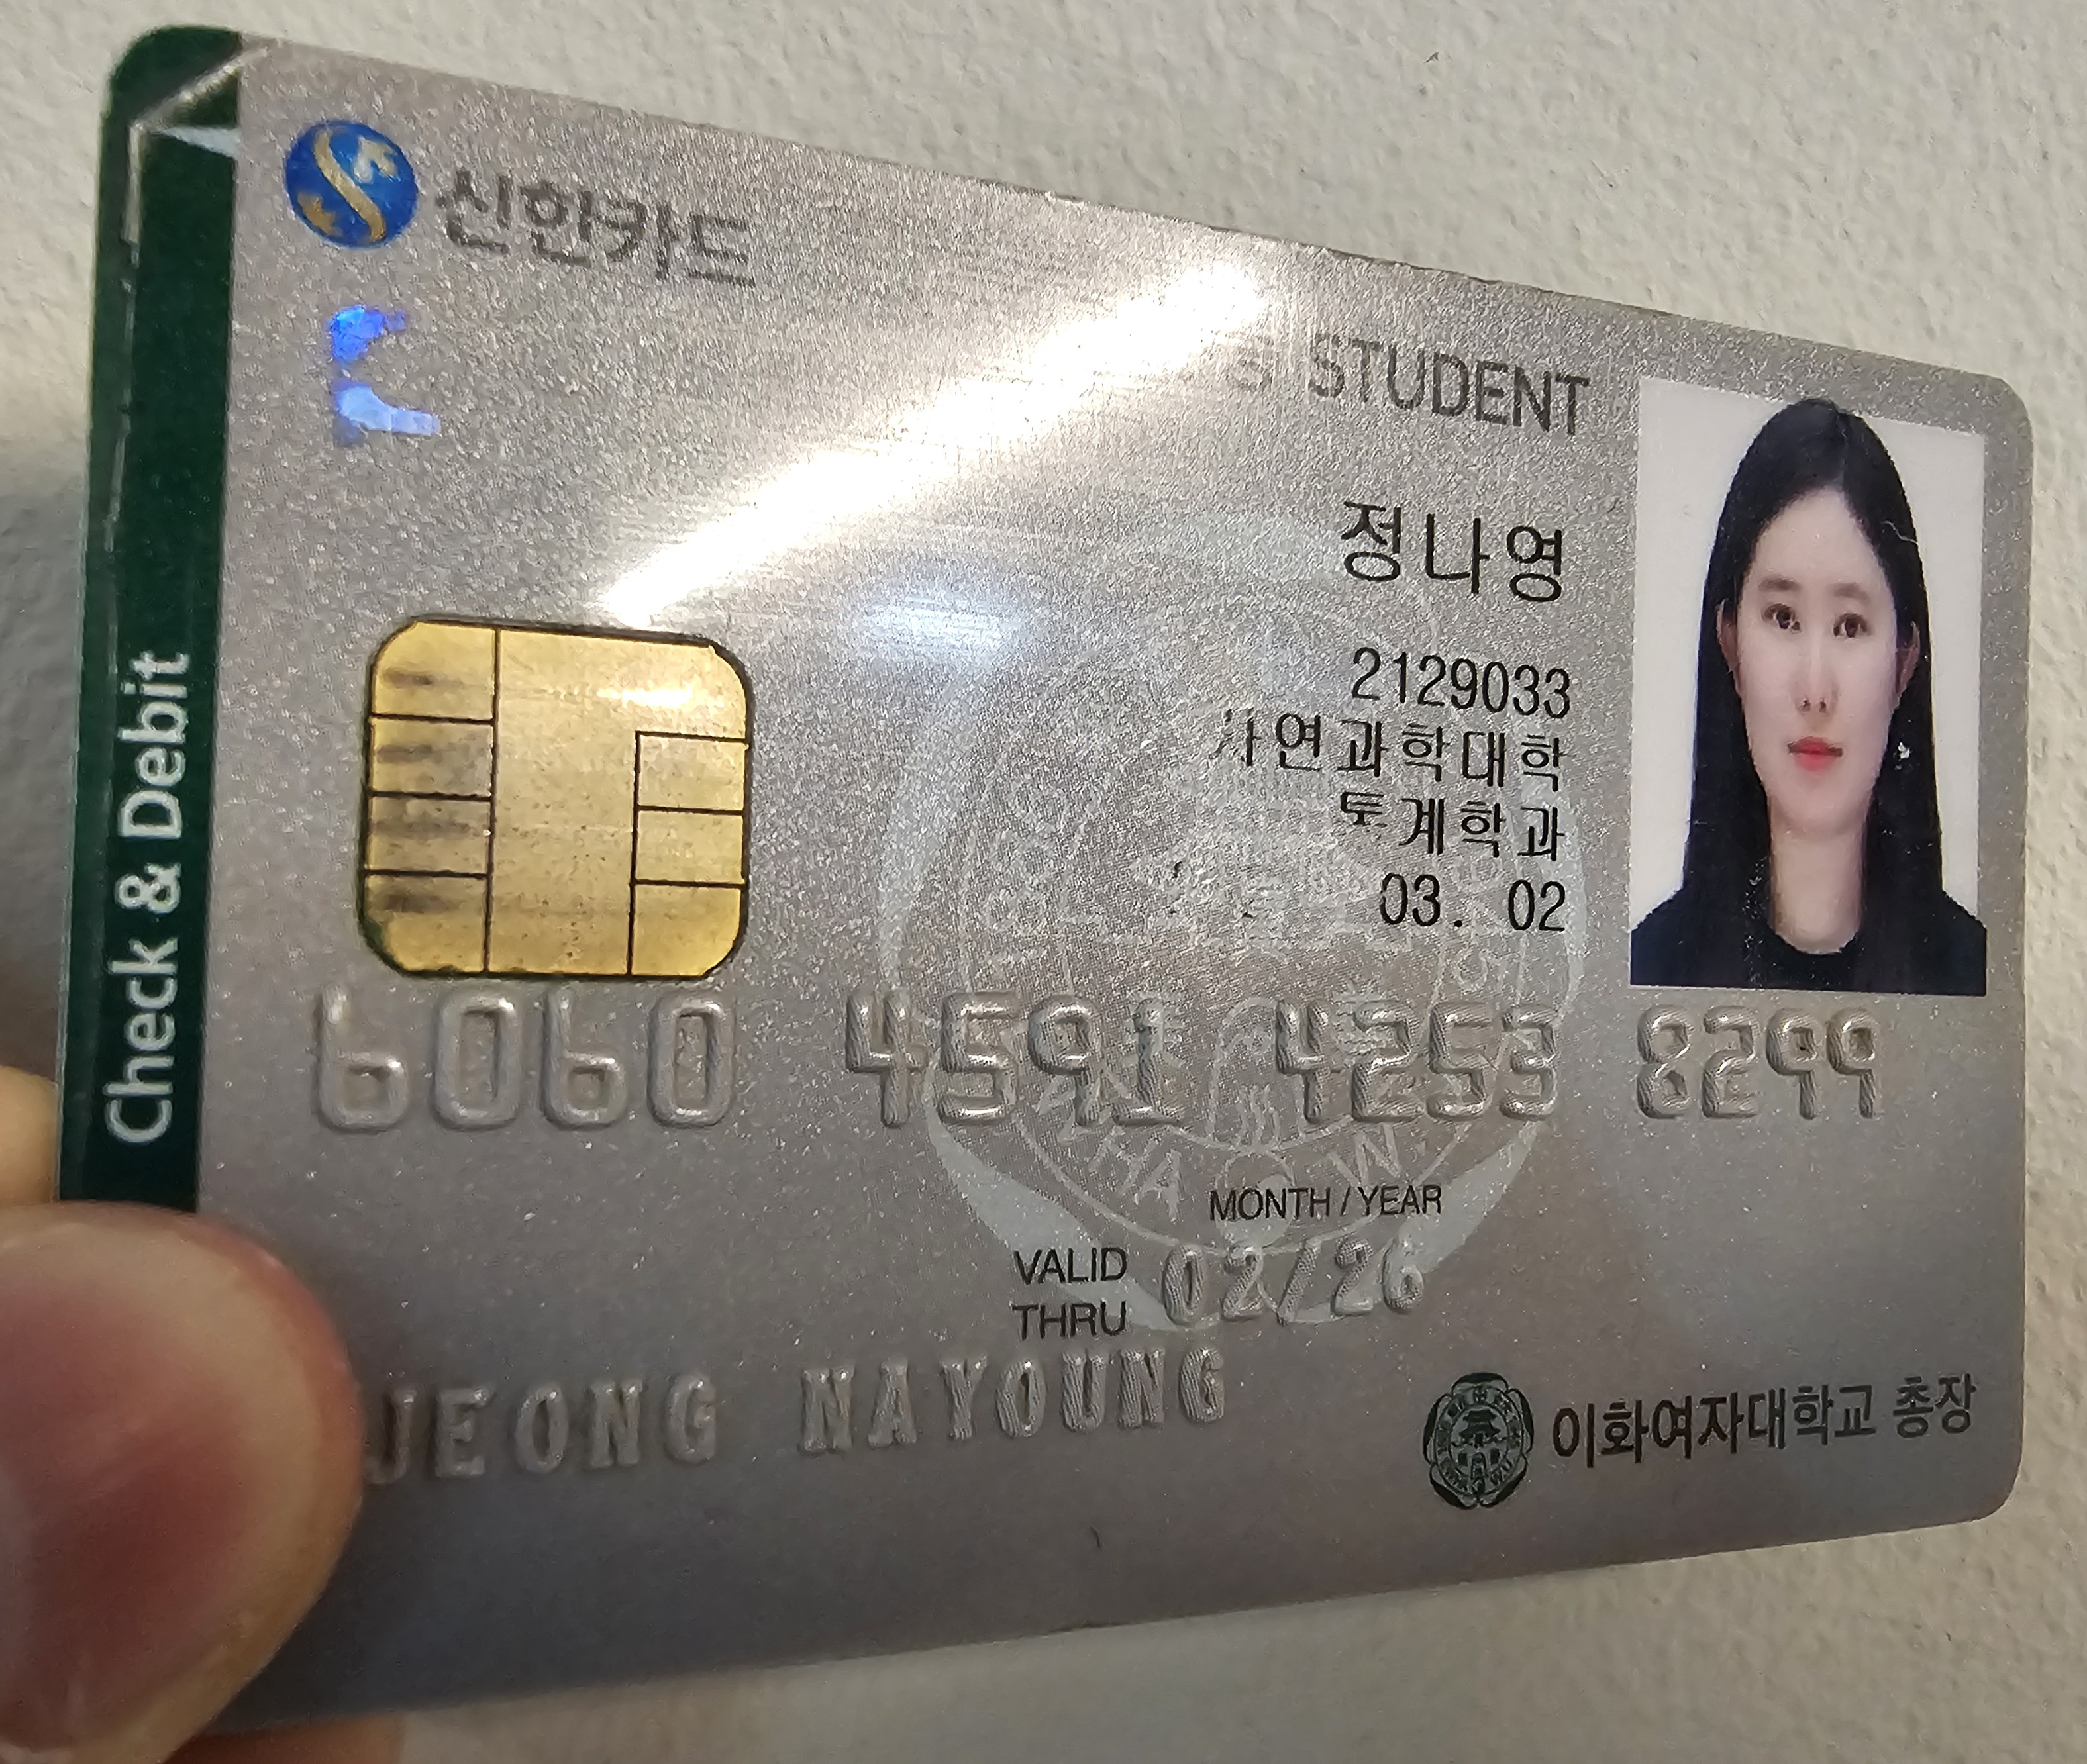 신한카드
STUDENT
정나영
2129033
자연과학대학
통계학과
03. 02
Check & Debit
6060 4591 4253 8299
MONTH / YEAR
VALID THRU 02/26
JEONG NAYOUNG
이화여자대학교 총장